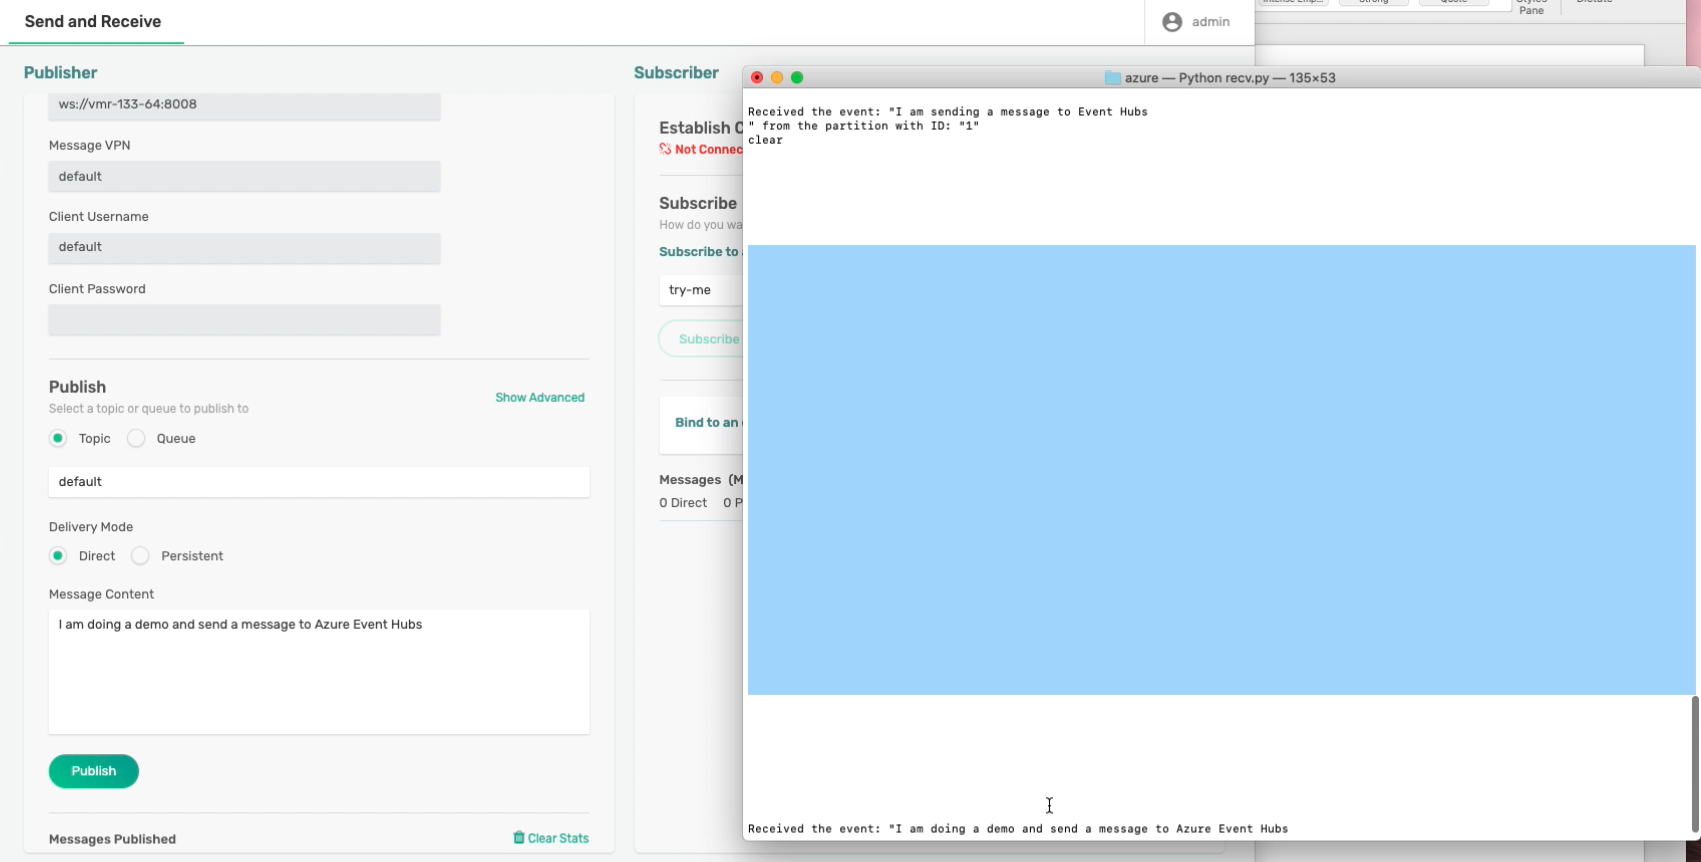 Send and Receive
admin
Styles
Pane
Publisher
ws://vmr-133-64:8008
Message VPN
default
Client Username
default
Client Password
Publish
Show Advanced
Select a topic or queue to publish to
Topic
Queue
default
Delivery Mode
Direct
Persistent
Message Content
I am doing a demo and send a message to Azure Event Hubs
Publish
Messages Published
Clear Stats
Subscriber
Establish C
Not Connec
Subscribe
How do you wa
Subscribe to
try-me
Subscribe
Bind to an
Messages (M
0 Direct 0 P
azure — Python recv.py — 135×53
Received the event: "I am sending a message to Event Hubs
" from the partition with ID: "1"
clear
Received the event: "I am doing a demo and send a message to Azure Event Hubs